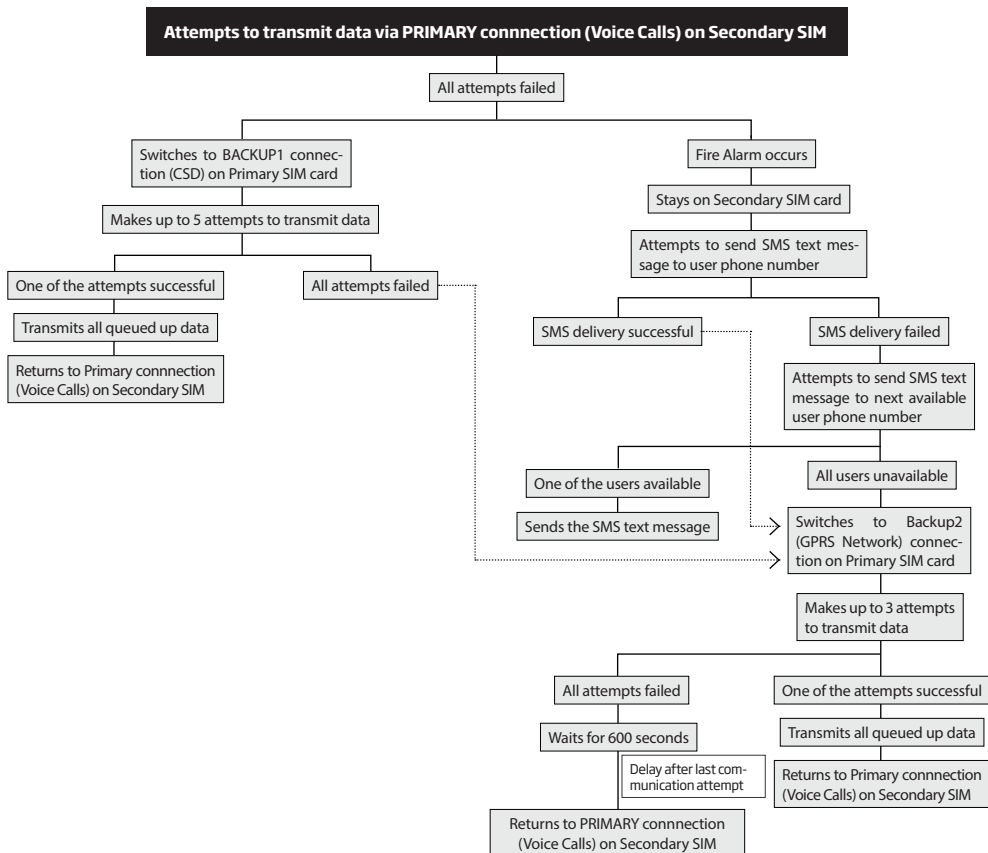 Attempts to transmit data via PRIMARY connnection (Voice Calls) on Secondary SIM
All attempts failed
Switches to BACKUP1 connec-
tion (CSD) on Primary SIM card
Fire Alarm occurs
Makes up to 5 attempts to transmit data
Stays on Secondary SIM card
Attempts to send SMS text mes-
sage to user phone number
One of the attempts successful
All attempts failed
Transmits all queued up data
SMS delivery successful
SMS delivery failed
Returns to Primary connnection
(Voice Calls) on Secondary SIM
Attempts to send SMS text
message to next available
user phone number
One of the users available
All users unavailable
Sends the SMS text message
Switches to Backup2
(GPRS Network) connec-
tion on Primary SIM card
Makes up to 3 attempts
to transmit data
All attempts failed
One of the attempts successful
Waits for 600 seconds
Transmits all queued up data
Delay after last com-
munication attempt
Returns to Primary connnection
(Voice Calls) on Secondary SIM
Returns to PRIMARY connnection
(Voice Calls) on Secondary SIM